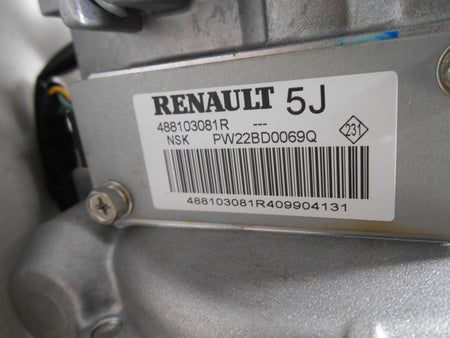 RENAULT 5J
488103081R ---
NSK PW22BD0069Q
231
488103081R409904131